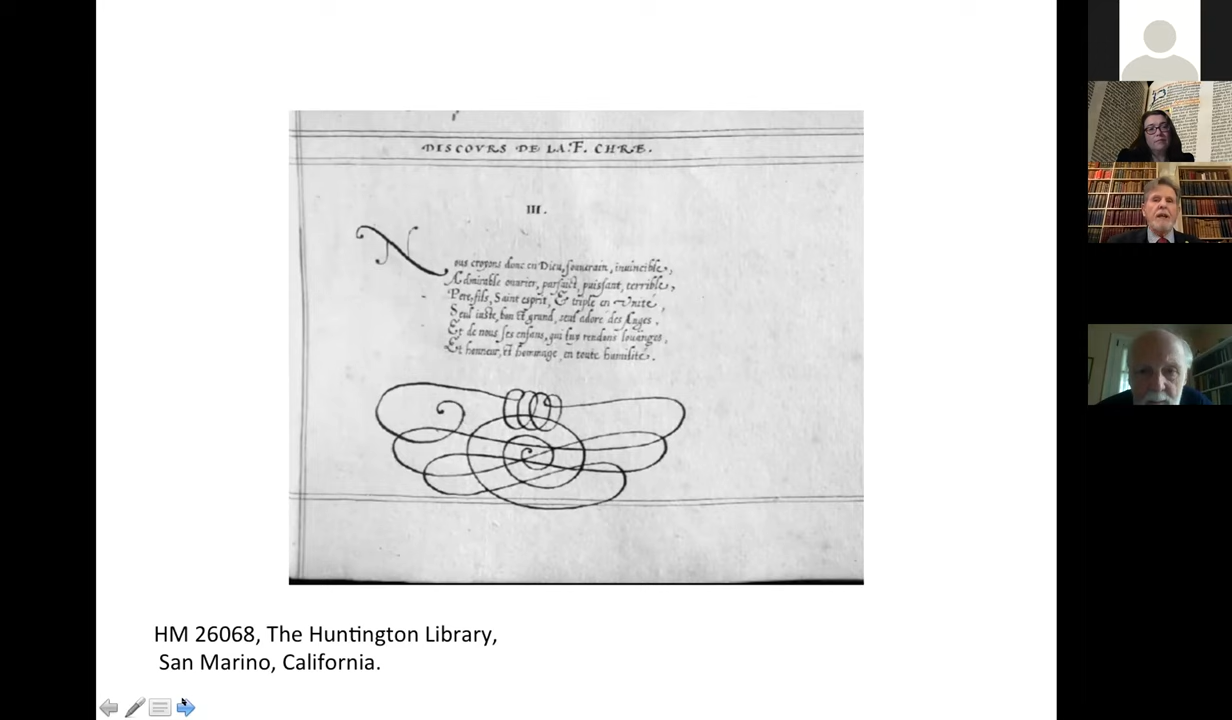 DISCOVRS DE LA .F. CHRE.
III.
Nous croyons donc en Dieu, souuerain, inuincible,
Admirable ouurier, parfaict, puissant, terrible,
Pere, fils, Saint esprit, & triple en Vnité,
Seul iuste, bon Et grand, seul adoré des Anges,
Et de nous ses enfans, qui luy rendons louanges,
Et honneur, Et hommage, en toute humilité.
HM 26068, The Huntington Library,
San Marino, California.